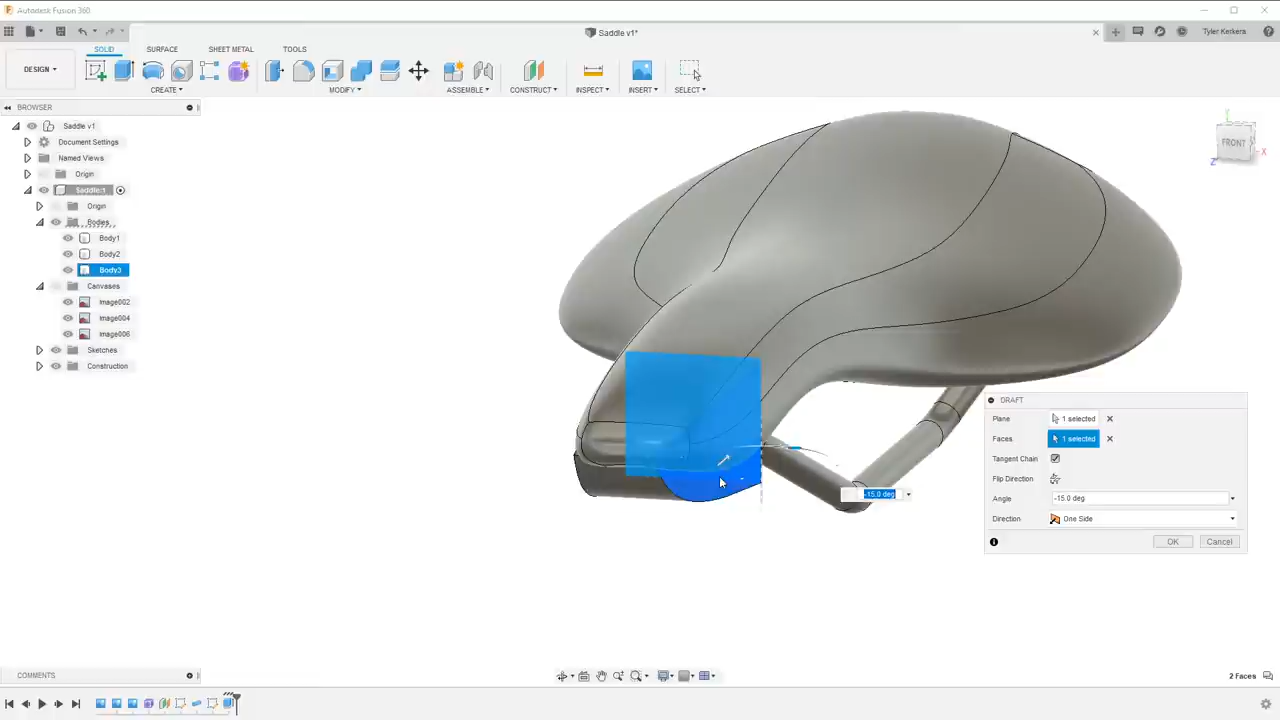 Autodesk Fusion 360
Saddle v1*
Tyler Kerkera
DESIGN
SOLID SURFACE SHEET METAL TOOLS
CREATE MODIFY ASSEMBLE CONSTRUCT INSPECT INSERT SELECT
BROWSER
Saddle v1
Document Settings
Named Views
Origin
Saddle:1
Origin
Bodies
Body1
Body2
Body3
Canvases
Image002
Image004
Image006
Sketches
Construction
FRONT
Y
X
Z
DRAFT
Plane 1 selected
Faces 1 selected
Tangent Chain
Flip Direction
Angle -15.0 deg
Direction One Side
OK Cancel
-15.0 deg
COMMENTS
2 Faces